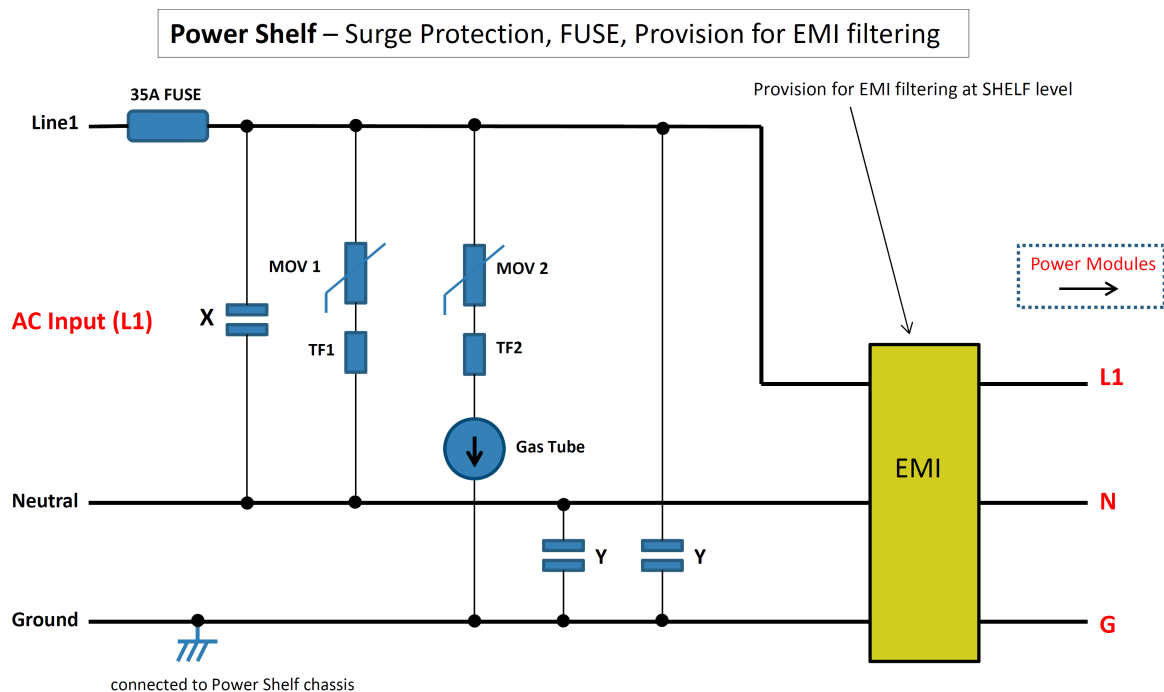 Power Shelf – Surge Protection, FUSE, Provision for EMI filtering
Provision for EMI filtering at SHELF level
35A FUSE
Line1
MOV 1
MOV 2
Power Modules
X
AC Input (L1)
TF1
TF2
L1
Gas Tube
EMI
Neutral
N
Y
Y
Ground
G
connected to Power Shelf chassis